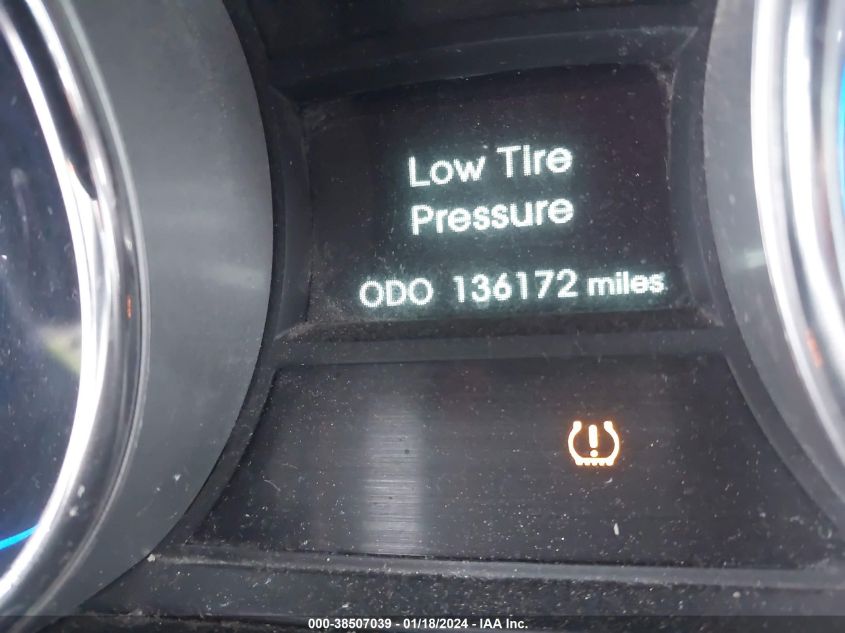 Low Tire
Pressure
ODO 136172 miles
000-38507039 - 01/18/2024 - IAA Inc.